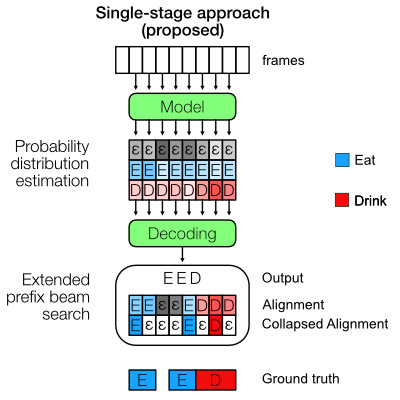 Single-stage approach
(proposed)
frames
Model
Probability
distribution
estimation
ε ε ε ε ε ε ε ε
E E E E E E E E
D D D D D D D D
Eat
Drink
Decoding
Extended
prefix beam
search
E E D
Output
E E ε ε E D D D
Alignment
E ε ε ε E ε D ε
Collapsed Alignment
E E D
Ground truth